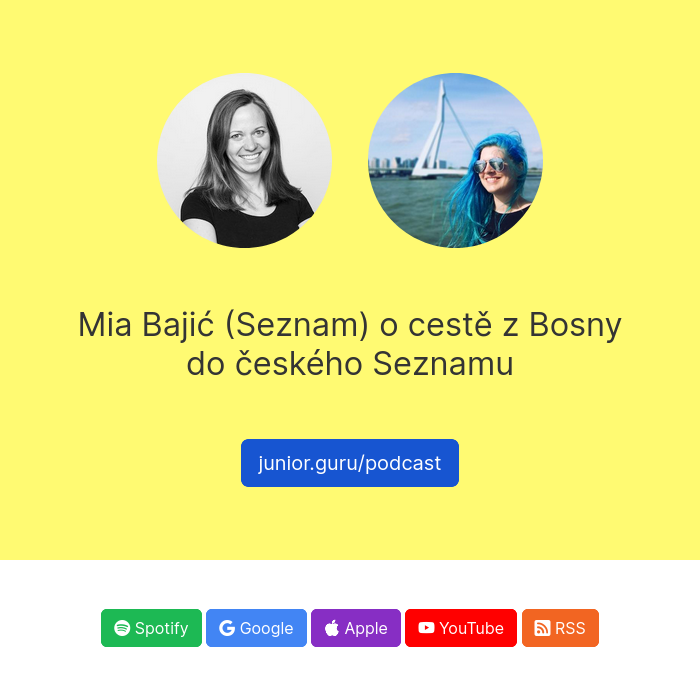 Mia Bajić (Seznam) o cestě z Bosny
do českého Seznamu
junior.guru/podcast
Spotify Google Apple YouTube RSS